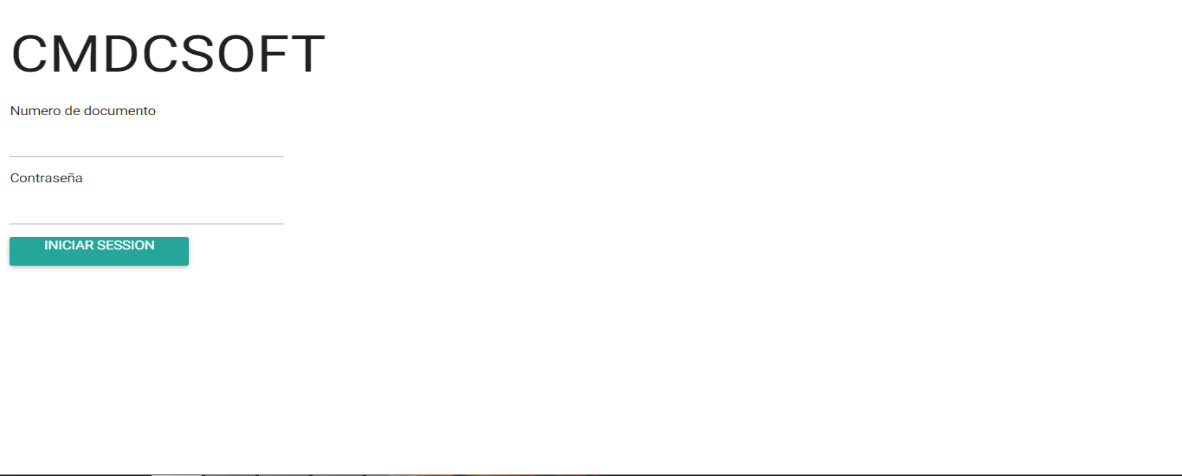 CMDCSOFT
Numero de documento
Contraseña
INICIAR SESSION